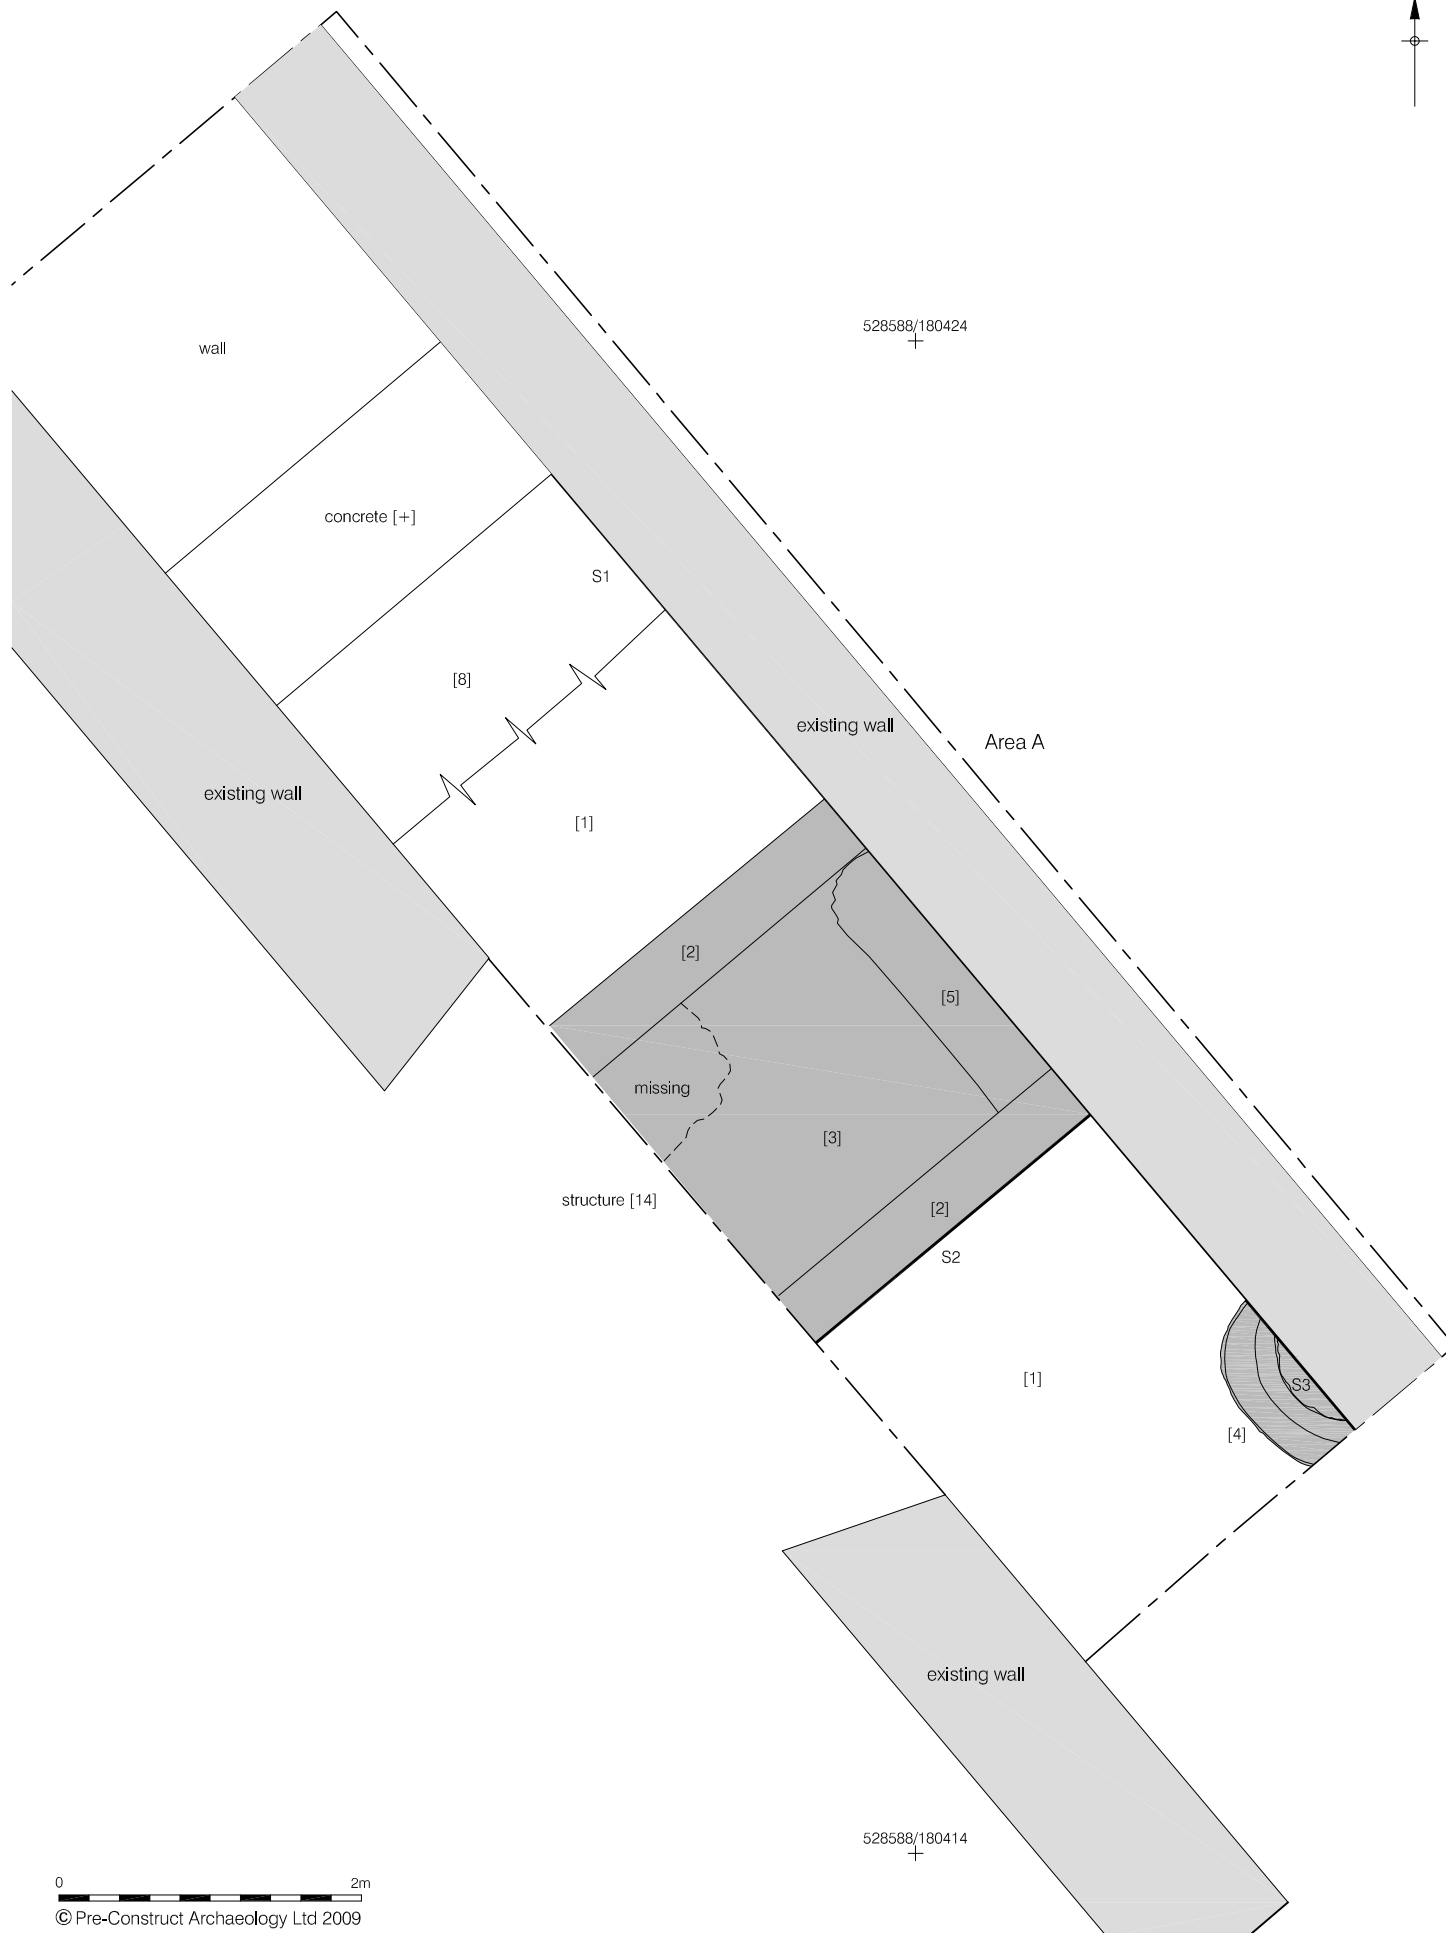 528588/180424
wall
concrete [+]
S1
[8]
existing wall
Area A
existing wall
[1]
[2]
[5]
missing
[3]
structure [14]
[2]
S2
[1]
S3
[4]
existing wall
528588/180414
0 2m
© Pre-Construct Archaeology Ltd 2009